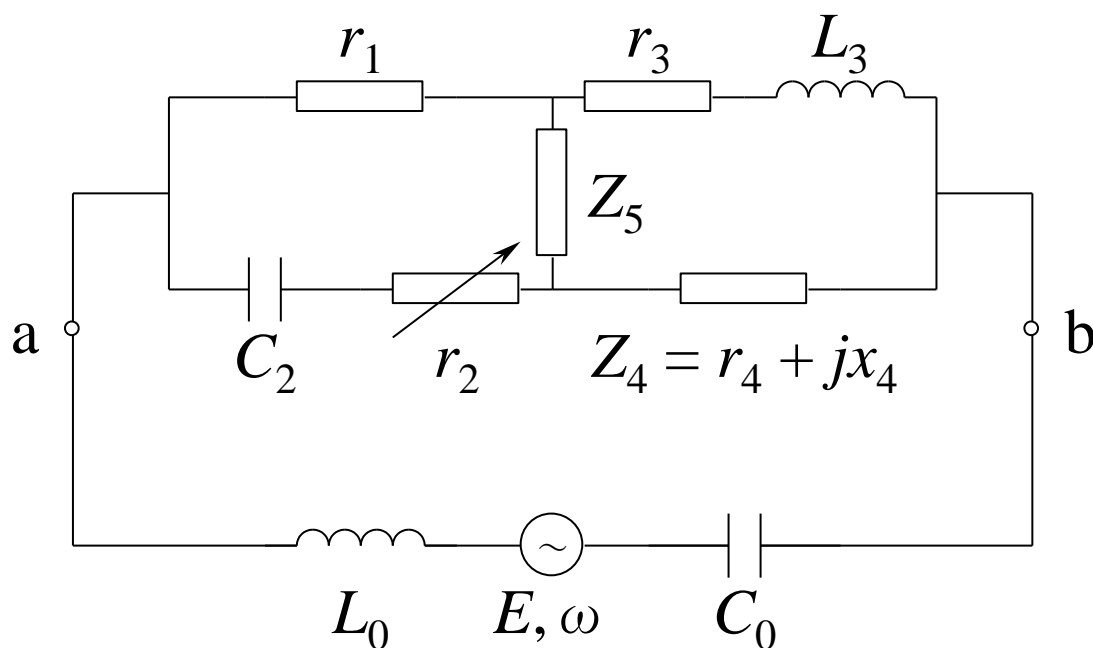 r₁ r₃ L₃
Z₅
a b
C₂ r₂ Z₄ = r₄ + jx₄
~
L₀ E, ω C₀